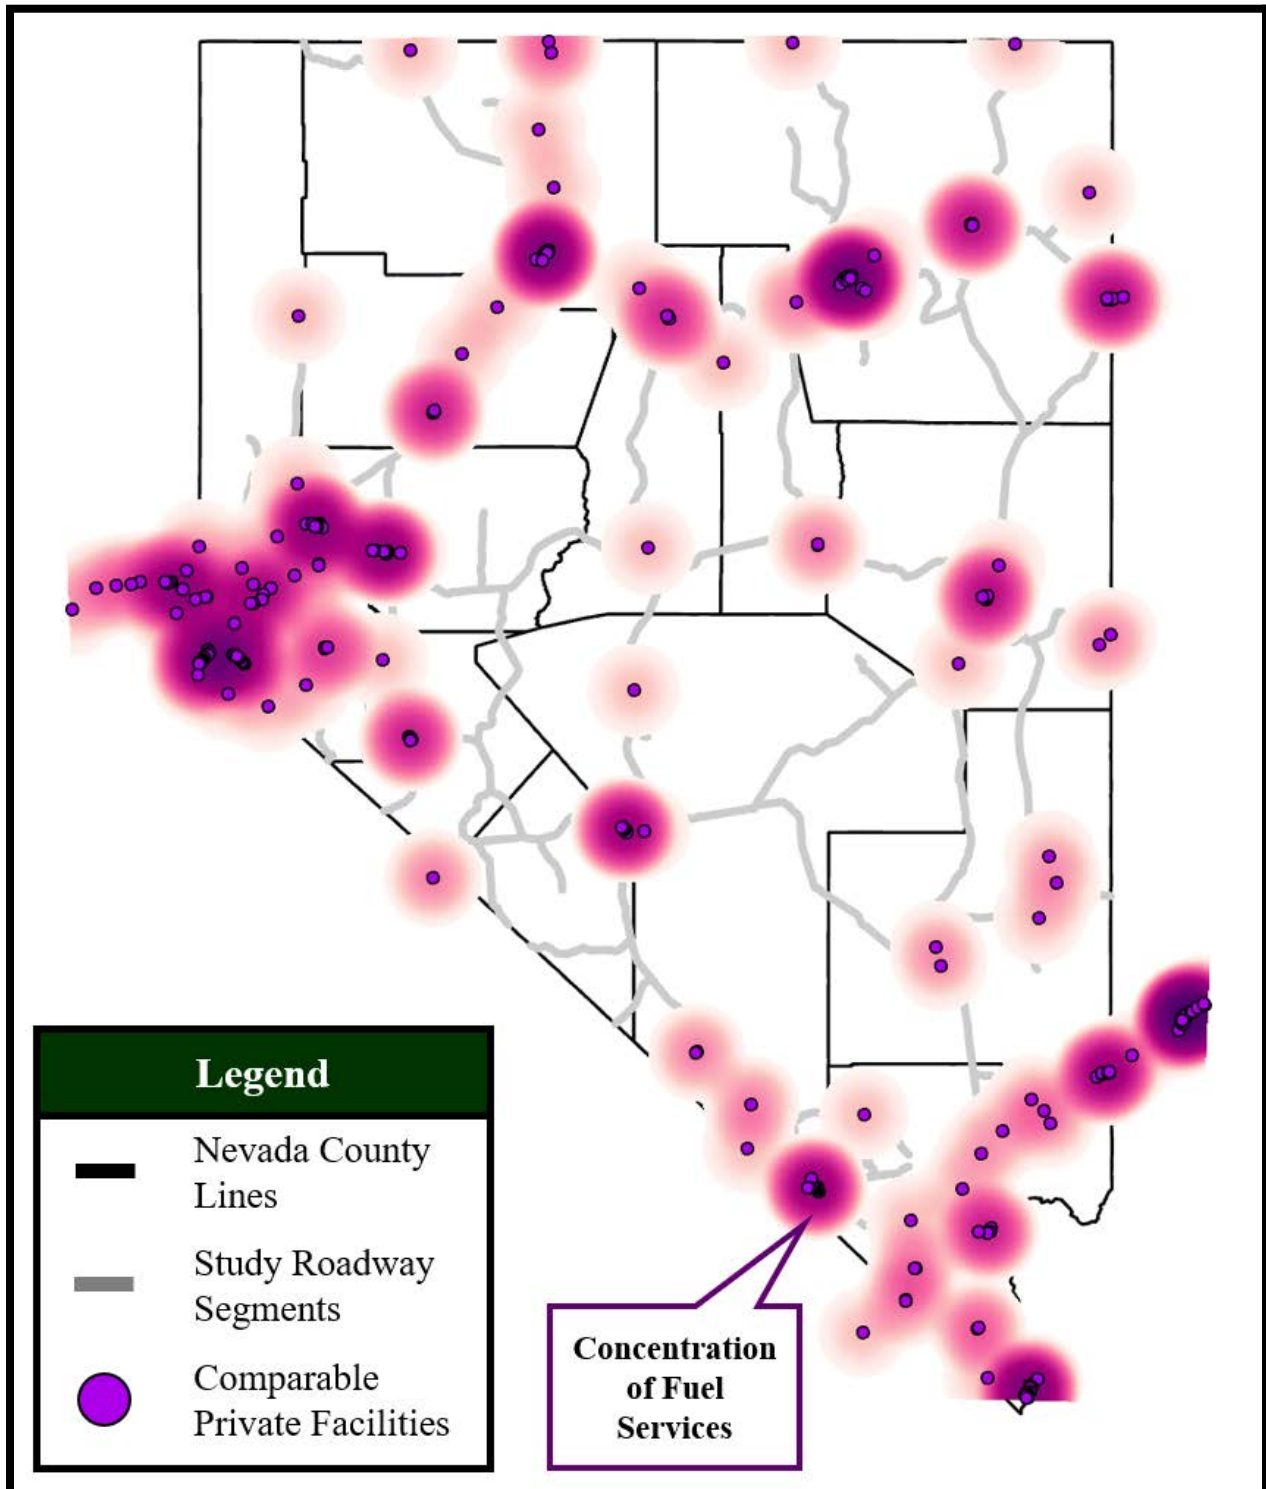 Legend
Nevada County
Lines
Study Roadway
Segments
Comparable
Private Facilities
Concentration
of Fuel
Services